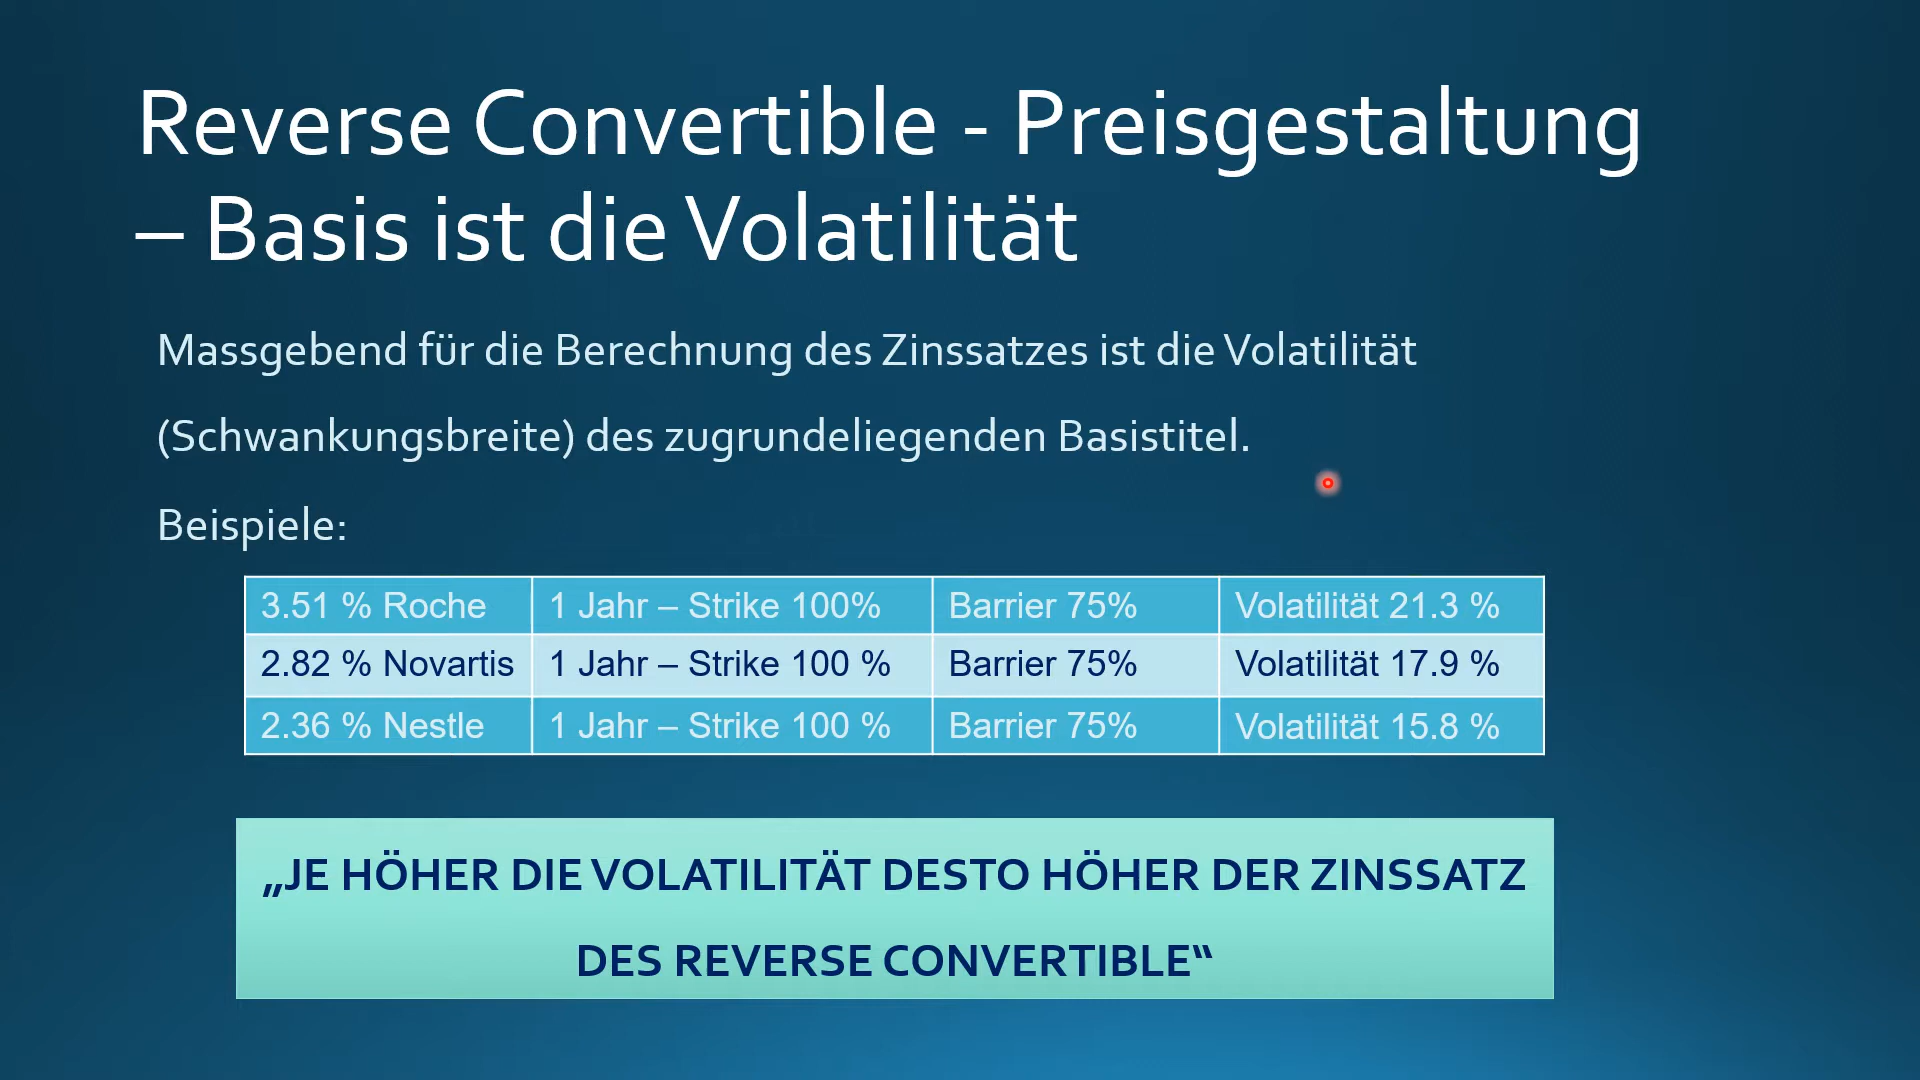 Reverse Convertible - Preisgestaltung
– Basis ist die Volatilität
Massgebend für die Berechnung des Zinssatzes ist die Volatilität
(Schwankungsbreite) des zugrundeliegenden Basistitel.
Beispiele:
3.51 % Roche 1 Jahr – Strike 100% Barrier 75% Volatilität 21.3 %
2.82 % Novartis 1 Jahr – Strike 100 % Barrier 75% Volatilität 17.9 %
2.36 % Nestle 1 Jahr – Strike 100 % Barrier 75% Volatilität 15.8 %
„JE HÖHER DIE VOLATILITÄT DESTO HÖHER DER ZINSSATZ
DES REVERSE CONVERTIBLE“